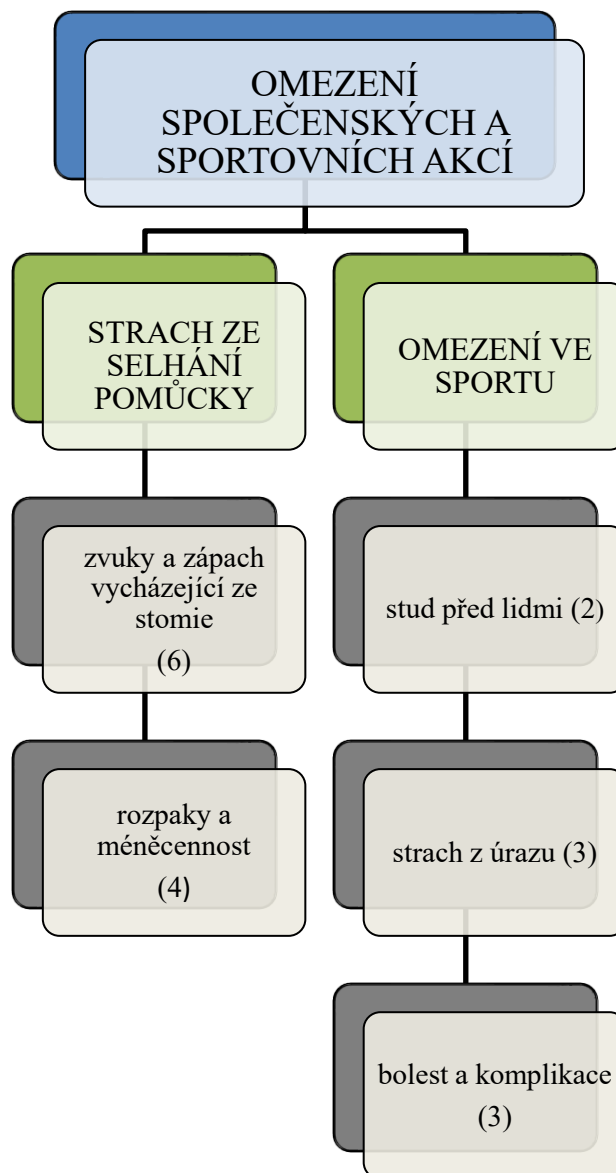 OMEZENÍ
SPOLEČENSKÝCH A
SPORTOVNÍCH AKCÍ
STRACH ZE
SELHÁNÍ
POMŮCKY
zvuky a zápach
vycházející ze
stomie
(6)
rozpaky a
méněcennost
(4)
OMEZENÍ VE
SPORTU
stud před lidmi (2)
strach z úrazu (3)
bolest a komplikace
(3)